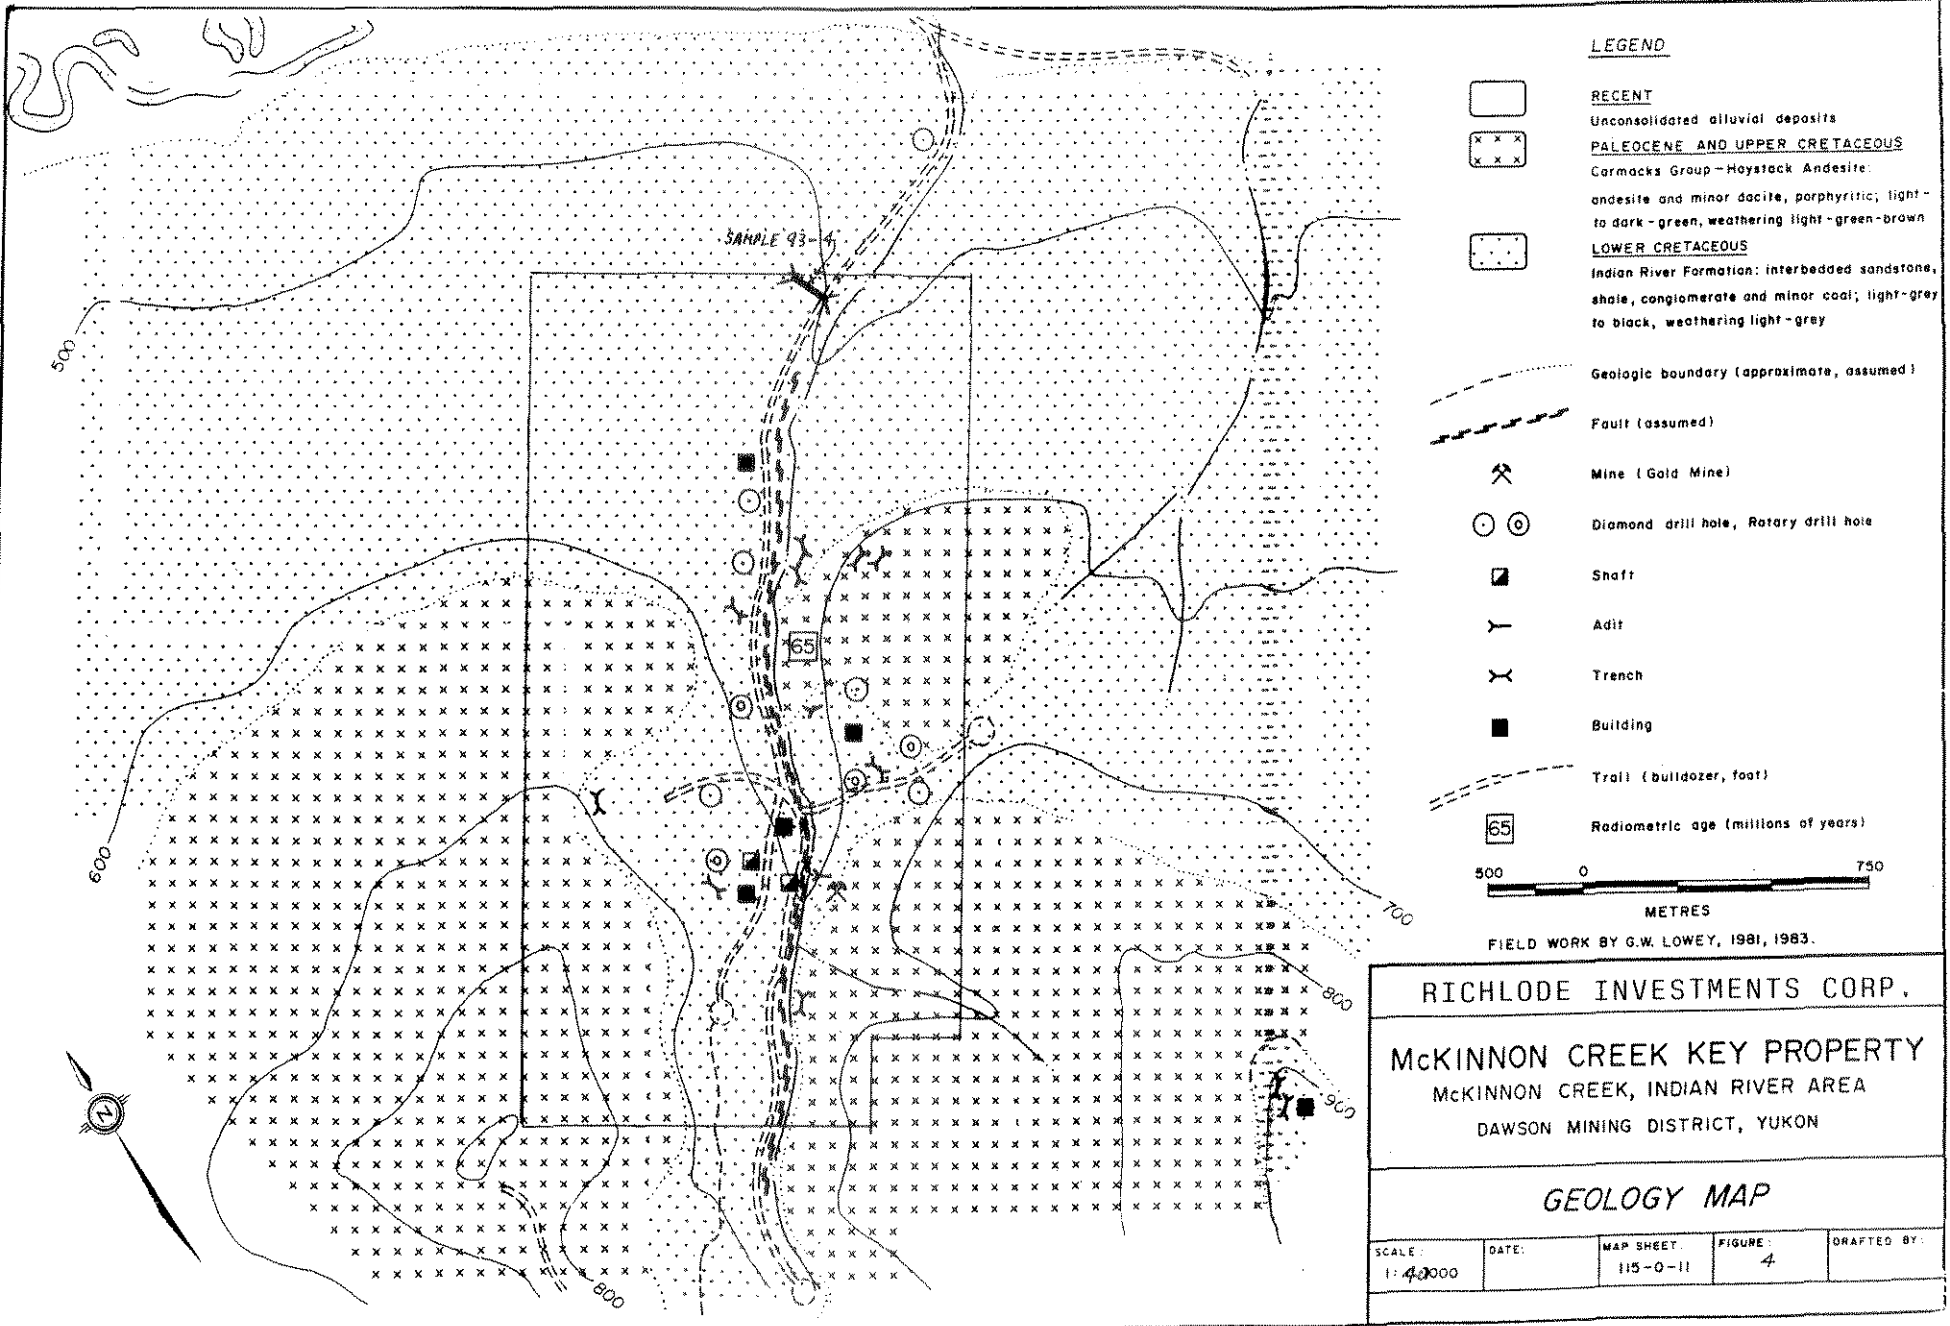 SAMPLE 93-4
500
600
65
700
800
900
800
N
LEGEND
RECENT
Unconsolidated alluvial deposits
PALEOCENE AND UPPER CRETACEOUS
Carmacks Group - Haystack Andesite:
andesite and minor dacite, porphyritic; light-
to dark-green, weathering light-green-brown
LOWER CRETACEOUS
Indian River Formation: interbedded sandstone,
shale, conglomerate and minor coal; light-grey
to black, weathering light-grey
Geologic boundary (approximate, assumed)
Fault (assumed)
Mine (Gold Mine)
Diamond drill hole, Rotary drill hole
Shaft
Adit
Trench
Building
Trail (bulldozer, foot)
65 Radiometric age (millions of years)
500 0 750
METRES
FIELD WORK BY G.W. LOWEY, 1981, 1983.
RICHLODE INVESTMENTS CORP.
McKINNON CREEK KEY PROPERTY
McKINNON CREEK, INDIAN RIVER AREA
DAWSON MINING DISTRICT, YUKON
GEOLOGY MAP
SCALE: DATE: MAP SHEET: FIGURE: DRAFTED BY:
115-O-11 4